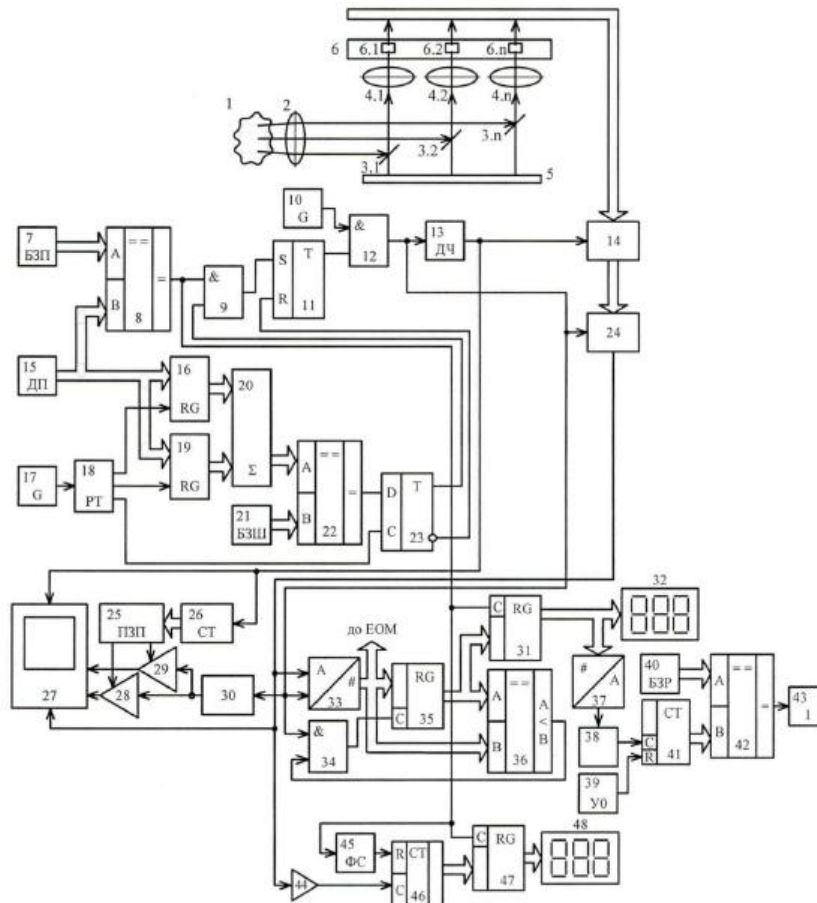 6
6.1
6.2
6.n
4.1
4.2
4.n
1
2
3.1
3.2
3.n
5
7
БЗП
A
B
==
=
8
&
9
10
G
&
12
S
R
T
11
13
ДЧ
14
24
15
ДП
16
RG
19
RG
20
Σ
17
G
18
РТ
21
БЗШ
A
B
==
=
22
D
C
T
23
27
25
ПЗП
26
СТ
28
29
30
до ЕОМ
A
#
33
&
34
RG
C
35
C
RG
31
32
A
B
==
A
<
B
36
#
A
37
38
39
У0
40
БЗР
СТ
C
R
41
A
B
==
=
42
43
1
44
45
ФС
R
C
СТ
46
C
RG
47
48